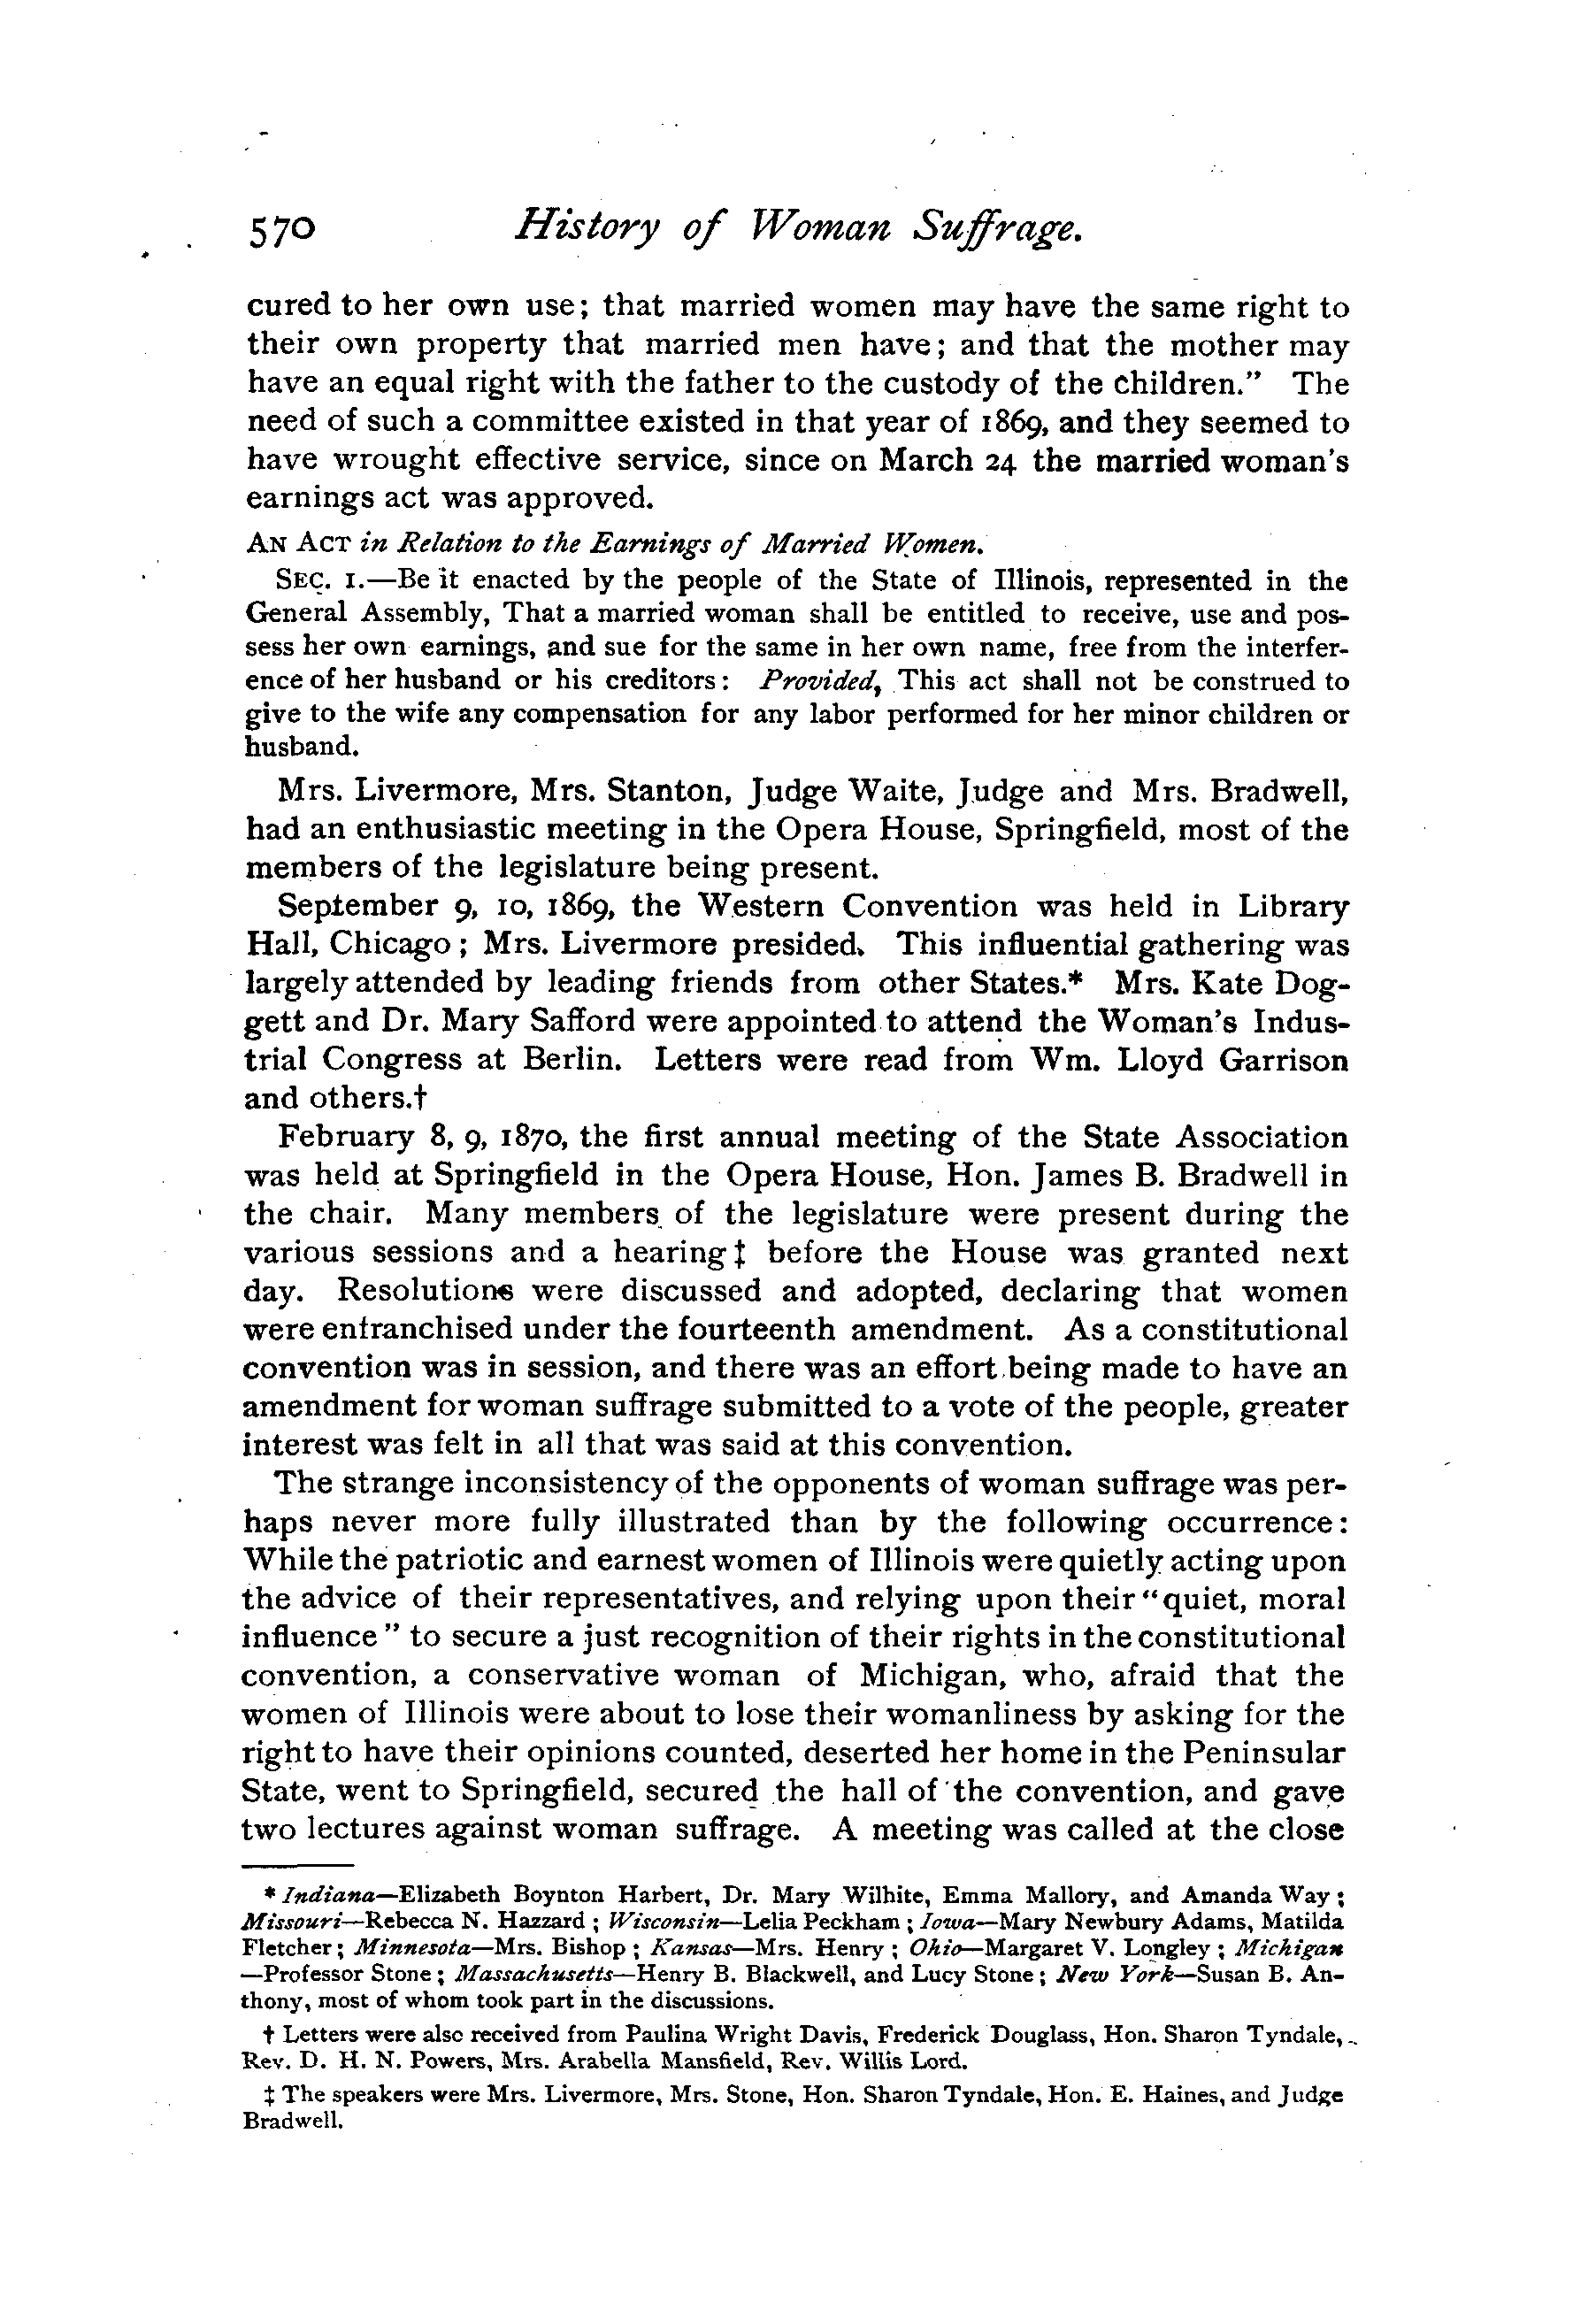 570 History of Woman Suffrage.
cured to her own use; that married women may have the same right to
their own property that married men have; and that the mother may
have an equal right with the father to the custody of the children." The
need of such a committee existed in that year of 1869, and they seemed to
have wrought effective service, since on March 24 the married woman's
earnings act was approved.
AN ACT in Relation to the Earnings of Married Women.
SEC. 1.—Be it enacted by the people of the State of Illinois, represented in the
General Assembly, That a married woman shall be entitled to receive, use and pos-
sess her own earnings, and sue for the same in her own name, free from the interfer-
ence of her husband or his creditors: Provided, This act shall not be construed to
give to the wife any compensation for any labor performed for her minor children or
husband.
Mrs. Livermore, Mrs. Stanton, Judge Waite, Judge and Mrs. Bradwell,
had an enthusiastic meeting in the Opera House, Springfield, most of the
members of the legislature being present.
September 9, 10, 1869, the Western Convention was held in Library
Hall, Chicago; Mrs. Livermore presided. This influential gathering was
largely attended by leading friends from other States.* Mrs. Kate Dog-
gett and Dr. Mary Safford were appointed to attend the Woman's Indus-
trial Congress at Berlin. Letters were read from Wm. Lloyd Garrison
and others.†
February 8, 9, 1870, the first annual meeting of the State Association
was held at Springfield in the Opera House, Hon. James B. Bradwell in
the chair. Many members of the legislature were present during the
various sessions and a hearing ‡ before the House was granted next
day. Resolutions were discussed and adopted, declaring that women
were enfranchised under the fourteenth amendment. As a constitutional
convention was in session, and there was an effort being made to have an
amendment for woman suffrage submitted to a vote of the people, greater
interest was felt in all that was said at this convention.
The strange inconsistency of the opponents of woman suffrage was per-
haps never more fully illustrated than by the following occurrence:
While the patriotic and earnest women of Illinois were quietly acting upon
the advice of their representatives, and relying upon their "quiet, moral
influence" to secure a just recognition of their rights in the constitutional
convention, a conservative woman of Michigan, who, afraid that the
women of Illinois were about to lose their womanliness by asking for the
right to have their opinions counted, deserted her home in the Peninsular
State, went to Springfield, secured the hall of the convention, and gave
two lectures against woman suffrage. A meeting was called at the close
* Indiana—Elizabeth Boynton Harbert, Dr. Mary Wilhite, Emma Mallory, and Amanda Way;
Missouri—Rebecca N. Hazzard; Wisconsin—Lelia Peckham; Iowa—Mary Newbury Adams, Matilda
Fletcher; Minnesota—Mrs. Bishop; Kansas—Mrs. Henry; Ohio—Margaret V. Longley; Michigan
—Professor Stone; Massachusetts—Henry B. Blackwell, and Lucy Stone; New York—Susan B. An-
thony, most of whom took part in the discussions.
† Letters were also received from Paulina Wright Davis, Frederick Douglass, Hon. Sharon Tyndale,
Rev. D. H. N. Powers, Mrs. Arabella Mansfield, Rev. Willis Lord.
‡ The speakers were Mrs. Livermore, Mrs. Stone, Hon. Sharon Tyndale, Hon. E. Haines, and Judge
Bradwell.